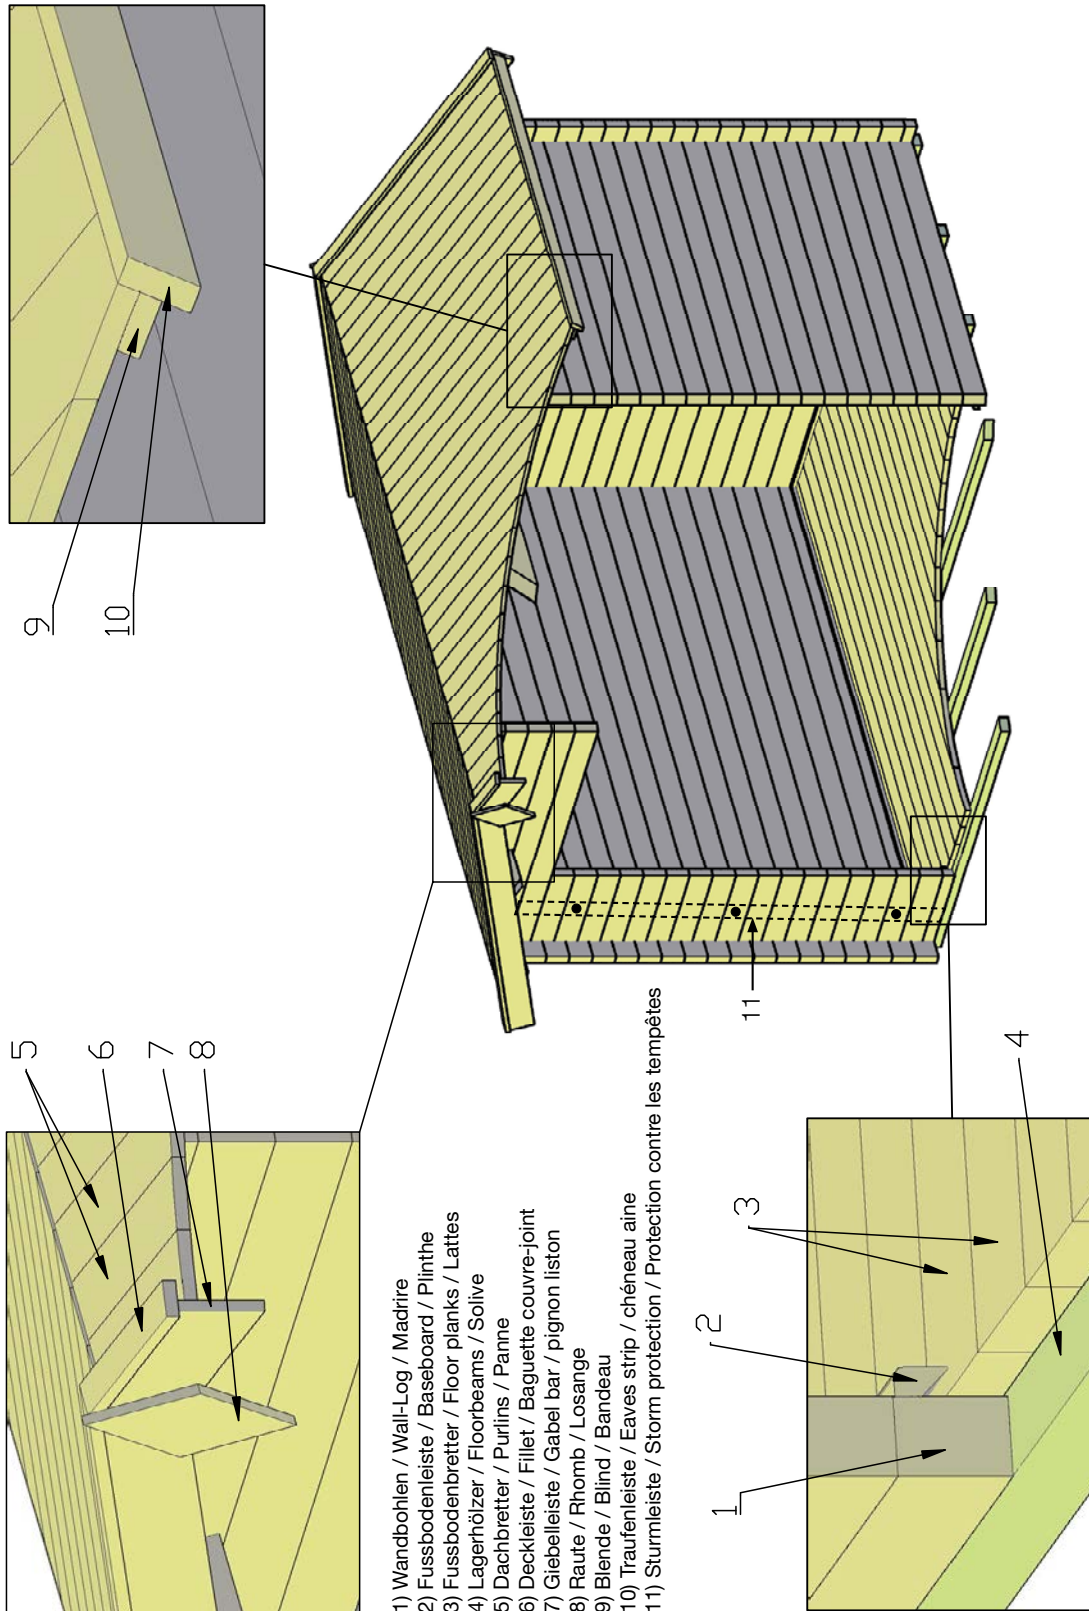 9
10
5
6
7
8
11
1) Wandbohlen / Wall-Log / Madrire
2) Fussbodenleiste / Baseboard / Plinthe
3) Fussbodenbretter / Floor planks / Lattes
4) Lagerhölzer / Floorbeams / Solive
5) Dachbretter / Purlins / Panne
6) Deckleiste / Fillet / Baguette couvre-joint
7) Giebelleiste / Gabel bar / pignon liston
8) Raute / Rhomb / Losange
9) Blende / Blind / Bandeau
10) Traufenleiste / Eaves strip / chéneau aine
11) Sturmleiste / Storm protection / Protection contre les tempêtes
1
2
3
4